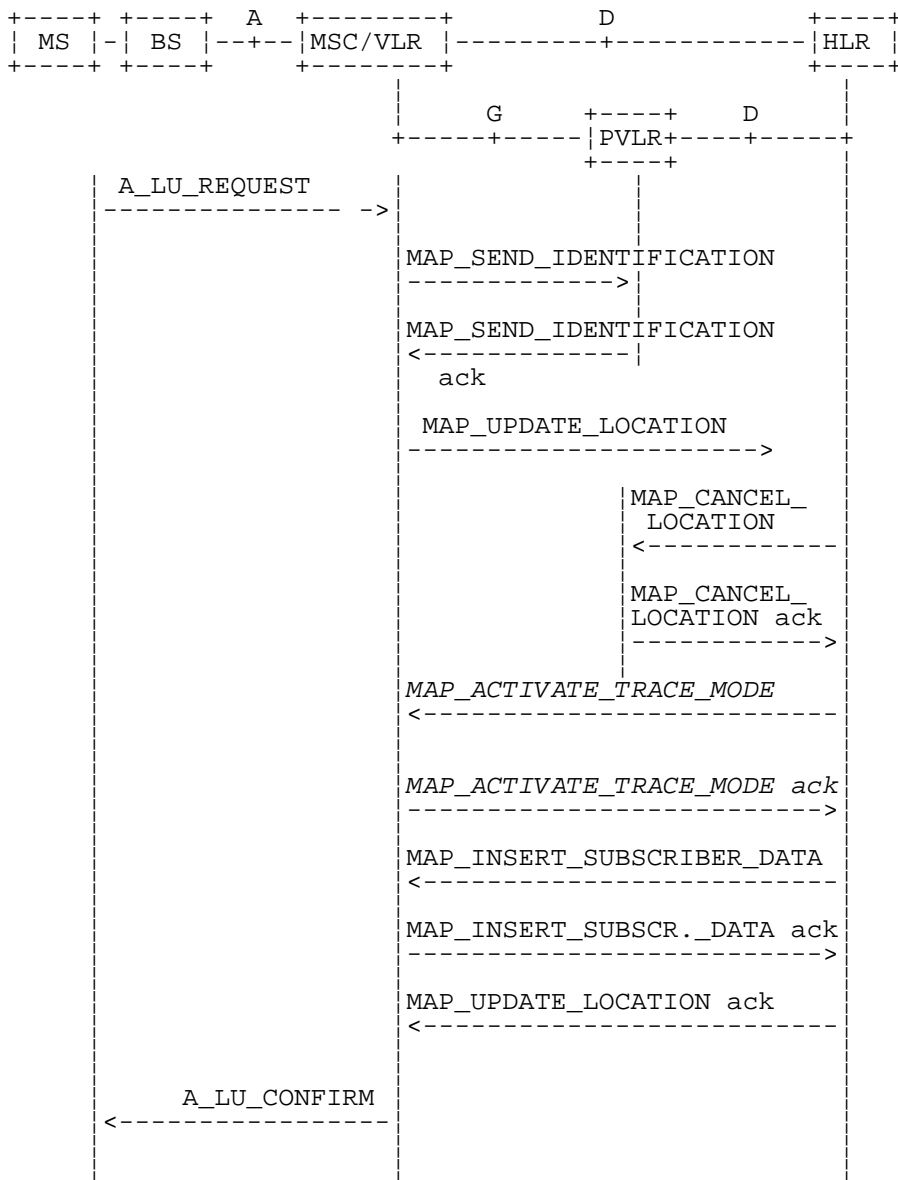 A D
MS BS MSC/VLR HLR
G D
PVLR
A_LU_REQUEST
MAP_SEND_IDENTIFICATION
MAP_SEND_IDENTIFICATION
ack
MAP_UPDATE_LOCATION
MAP_CANCEL_
LOCATION
MAP_CANCEL_
LOCATION ack
MAP_ACTIVATE_TRACE_MODE
MAP_ACTIVATE_TRACE_MODE ack
MAP_INSERT_SUBSCRIBER_DATA
MAP_INSERT_SUBSCR._DATA ack
MAP_UPDATE_LOCATION ack
A_LU_CONFIRM